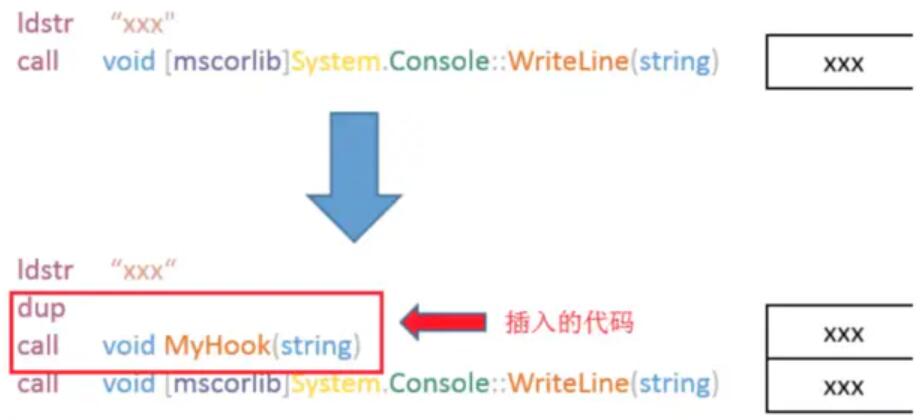 ldstr “xxx"
call void [mscorlib]System.Console::WriteLine(string) xxx
ldstr “xxx“
dup
插入的代码
xxx
call void MyHook(string)
call void [mscorlib]System.Console::WriteLine(string) xxx